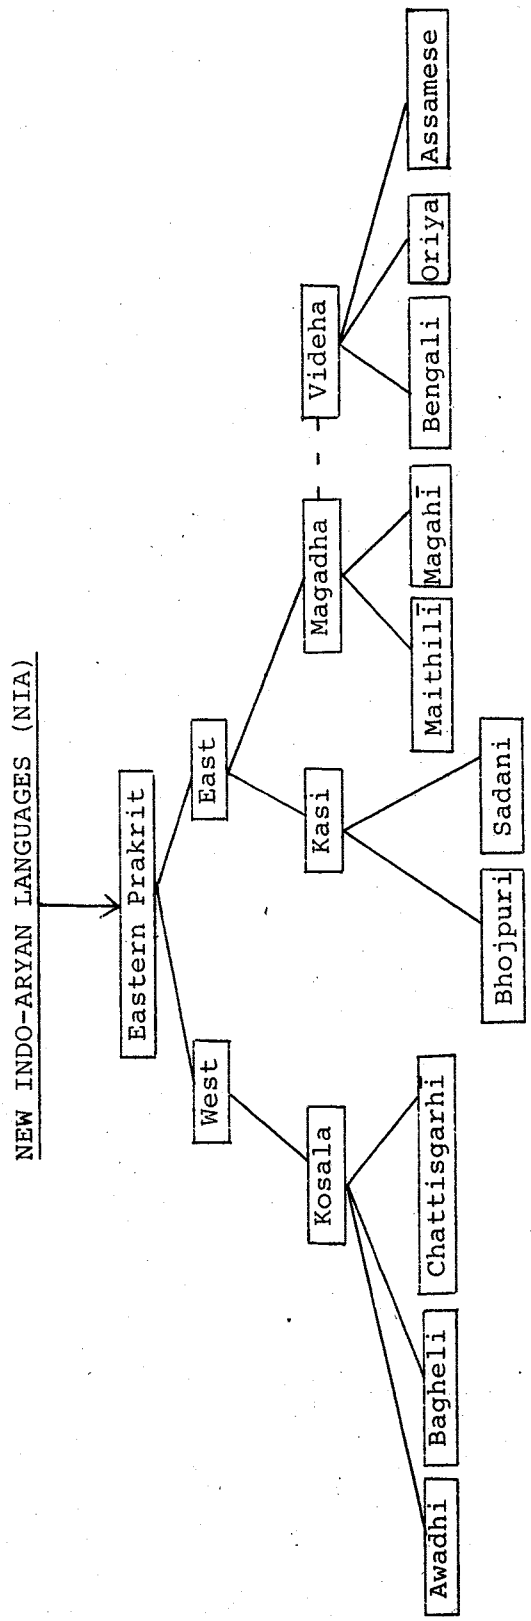 NEW INDO-ARYAN LANGUAGES (NIA)
Eastern Prakrit
West
East
Kosala
Kasi
Magadha
Videha
Awadhi
Bagheli
Chattisgarhi
Bhojpuri
Sadani
Maithilī
Magahī
Bengali
Oriya
Assamese